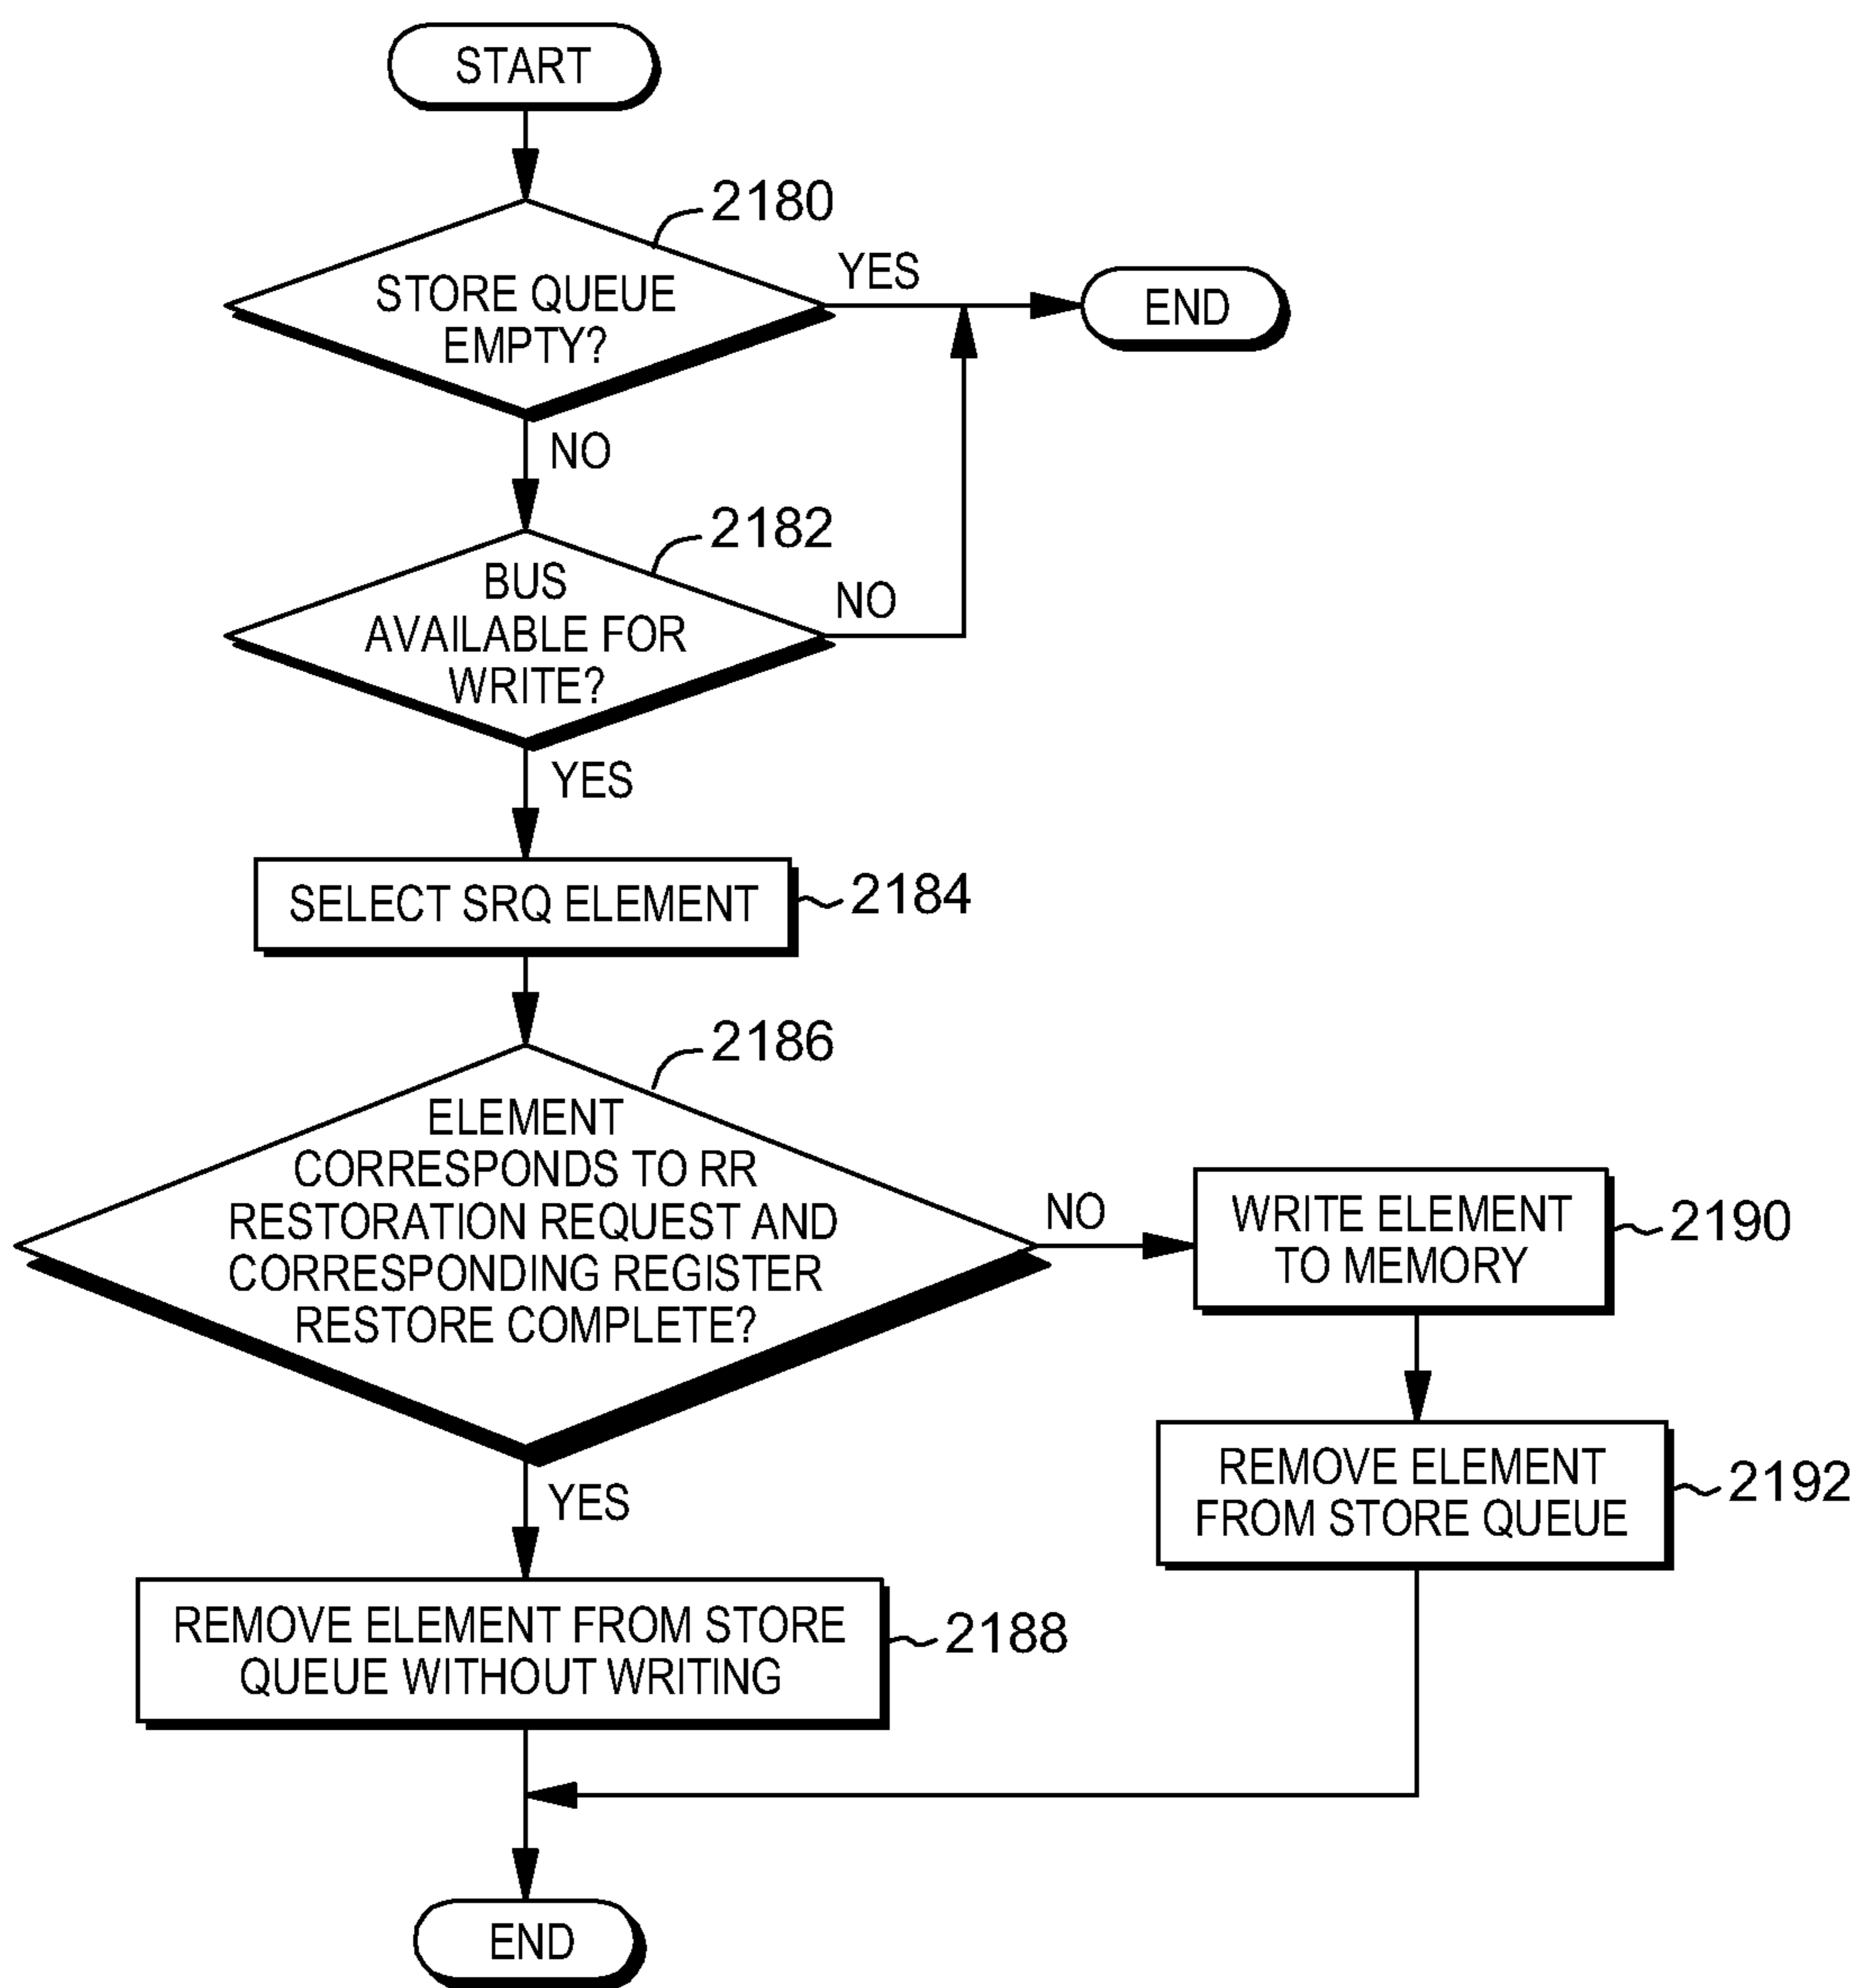 START
2180
STORE QUEUE
EMPTY?
YES
END
NO
2182
BUS
AVAILABLE FOR
WRITE?
NO
YES
SELECT SRQ ELEMENT
2184
2186
ELEMENT
CORRESPONDS TO RR
RESTORATION REQUEST AND
CORRESPONDING REGISTER
RESTORE COMPLETE?
NO
WRITE ELEMENT
TO MEMORY
2190
YES
REMOVE ELEMENT
FROM STORE QUEUE
2192
REMOVE ELEMENT FROM STORE
QUEUE WITHOUT WRITING
2188
END